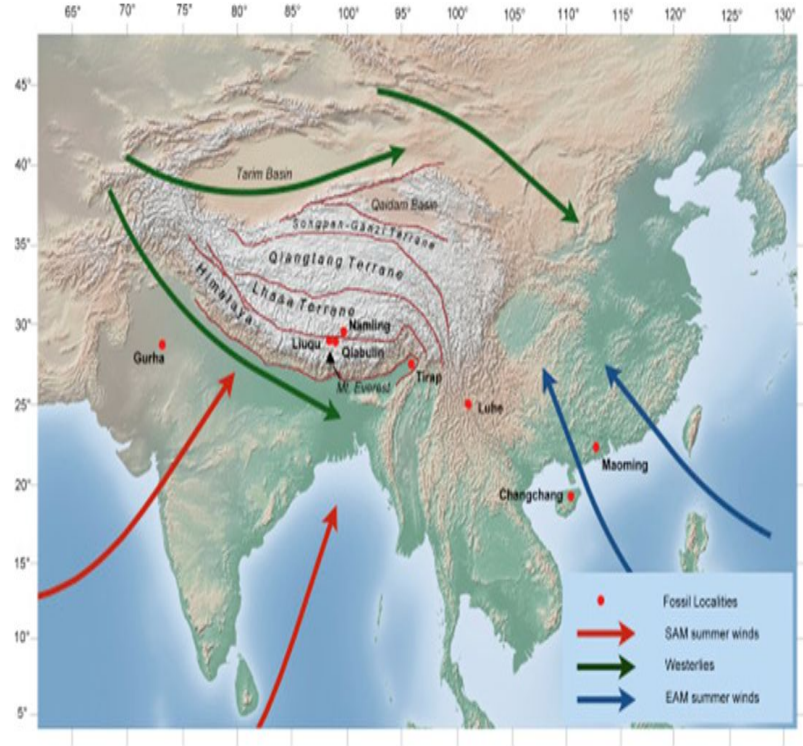 65° 70° 75° 80° 85° 90° 95° 100° 105° 110° 115° 120° 125° 130°
45°
40°
35°
30°
25°
20°
15°
10°
5°
Tarim Basin
Qaidam Basin
Songpan-Ganzi Terrane
Qiangtang Terrane
Lhasa Terrane
Himalaya
Namling
Liuqu
Qiabulin
Gurha
Mt. Everest
Tirap
Luhe
Maoming
Changchang
Fossil Localities
SAM summer winds
Westerlies
EAM summer winds